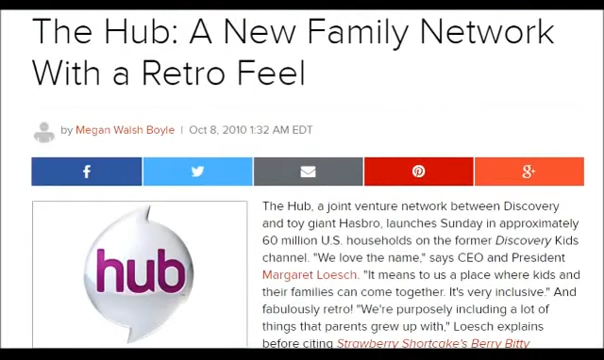 The Hub: A New Family Network
With a Retro Feel
by Megan Walsh Boyle | Oct 8, 2010 1:32 AM EDT
f
g+
hub
The Hub, a joint venture network between Discovery
and toy giant Hasbro, launches Sunday in approximately
60 million U.S. households on the former Discovery Kids
channel. "We love the name," says CEO and President
Margaret Loesch. "It means to us a place where kids and
their families can come together. It's very inclusive." And
fabulously retro! "We're purposely including a lot of
things that parents grew up with," Loesch explains
before citing Strawberry Shortcake's Berry Bitty